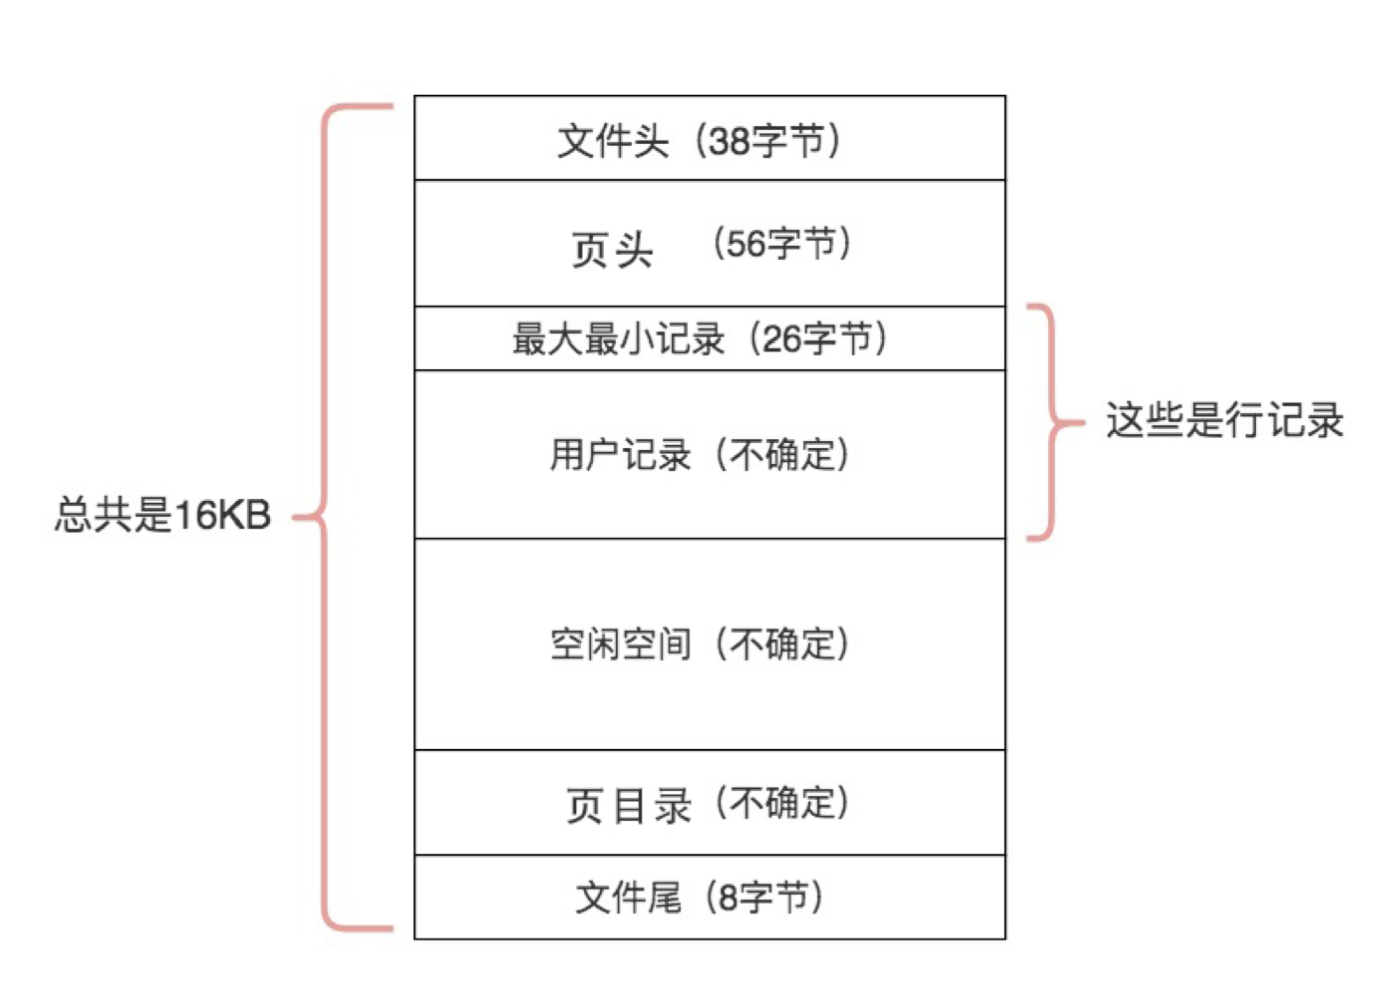 文件头（38字节）
页头（56字节）
最大最小记录（26字节）
用户记录（不确定）
这些是行记录
总共是16KB
空闲空间（不确定）
页目录（不确定）
文件尾（8字节）